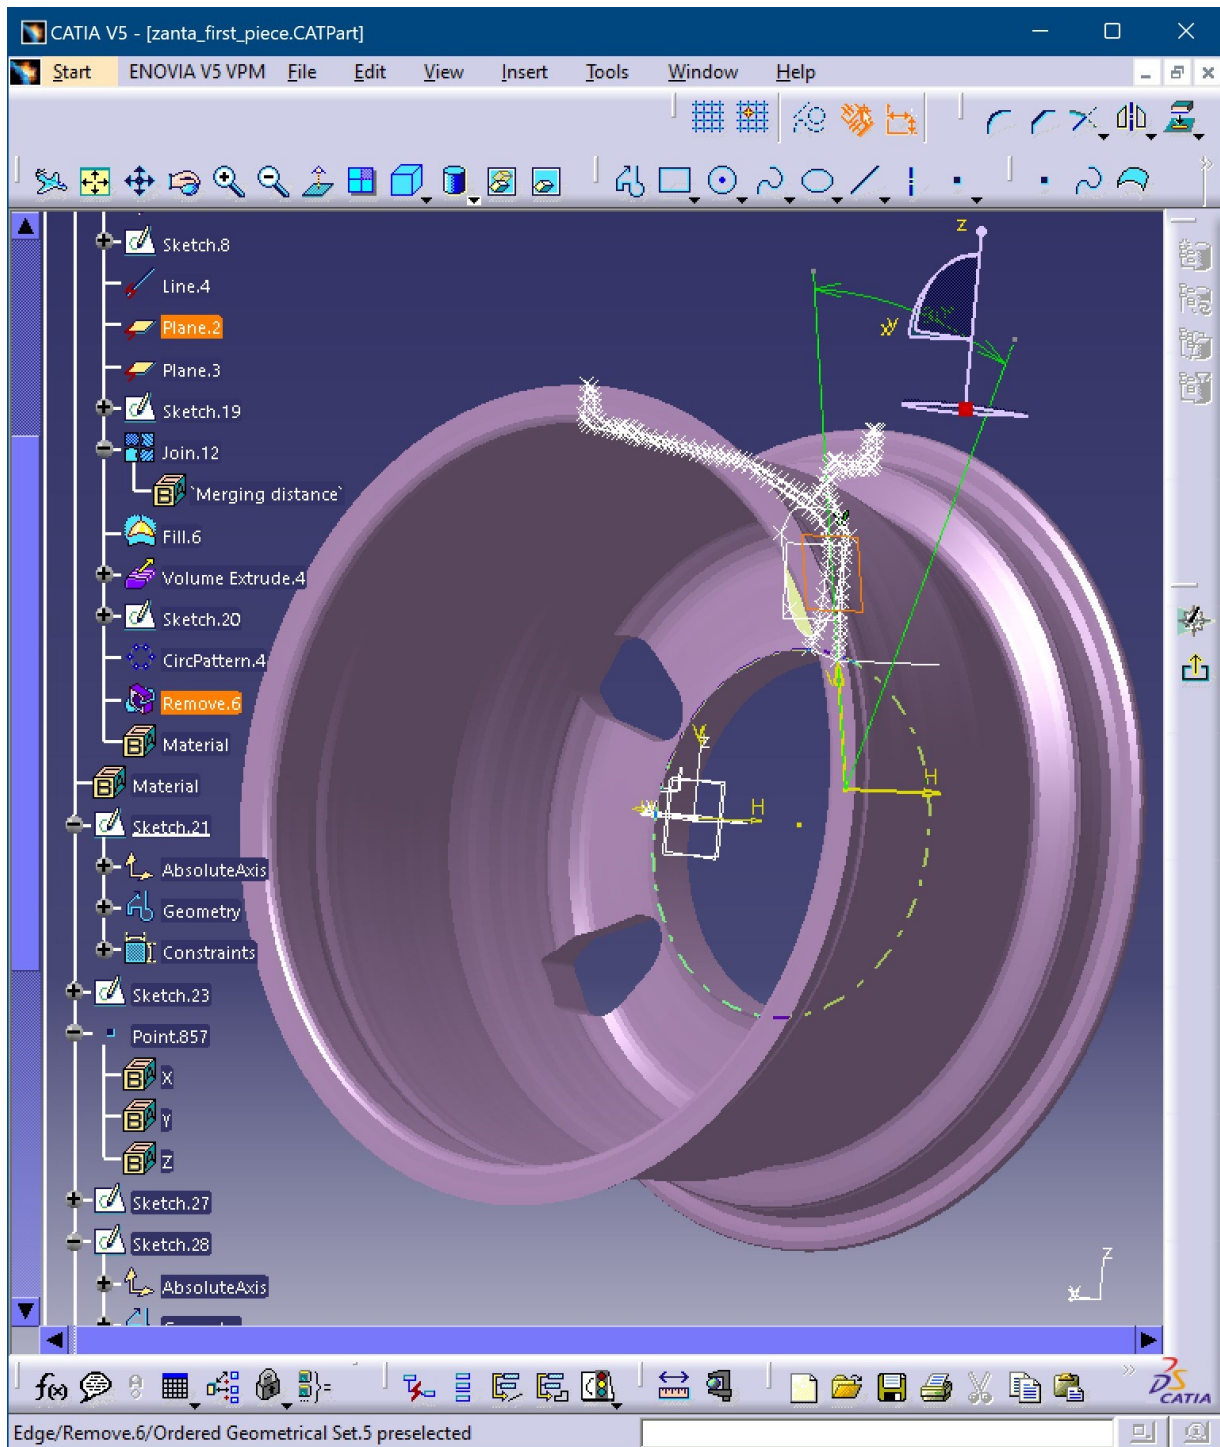 CATIA V5 - [zanta_first_piece.CATPart]
Start ENOVIA V5 VPM File Edit View Insert Tools Window Help
Sketch.8
Line.4
Plane.2
Plane.3
Sketch.19
Join.12
`Merging distance`
Fill.6
Volume Extrude.4
Sketch.20
CircPattern.4
Remove.6
Material
Material
Sketch.21
AbsoluteAxis
Geometry
Constraints
Sketch.23
Point.857
X
Y
Z
Sketch.27
Sketch.28
AbsoluteAxis
z
H
V
z
H
z
f(x)
CATIA
Edge/Remove.6/Ordered Geometrical Set.5 preselected